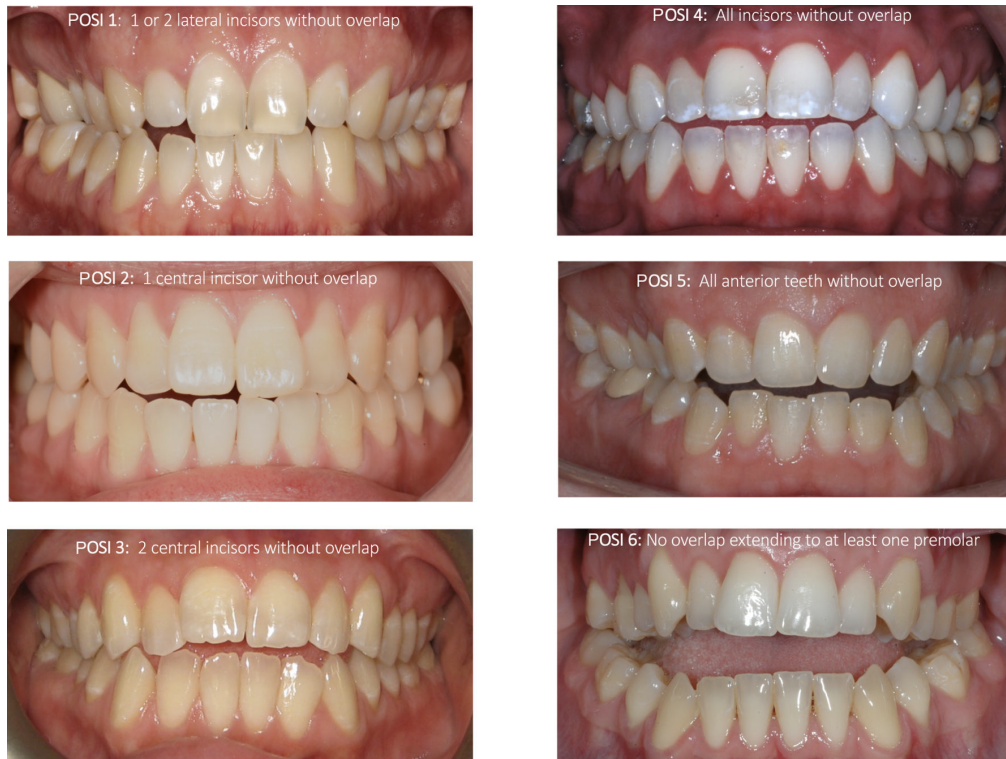 POSI 1: 1 or 2 lateral incisors without overlap
POSI 4: All incisors without overlap
POSI 2: 1 central incisor without overlap
POSI 5: All anterior teeth without overlap
POSI 3: 2 central incisors without overlap
POSI 6: No overlap extending to at least one premolar